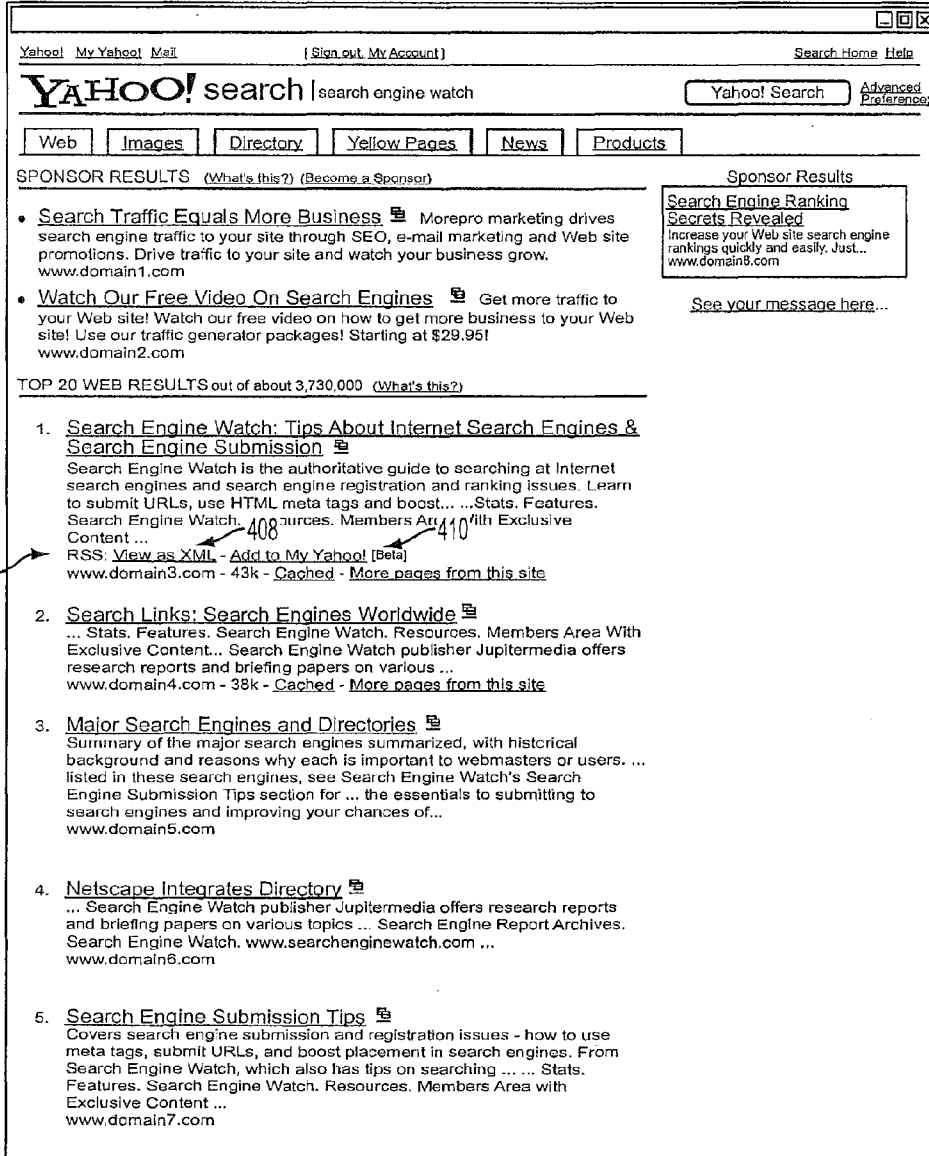 Yahoo! My Yahoo! Mail [Sign out, My Account] Search Home Help
YAHOO! search search engine watch Yahoo! Search Advanced
Preferences
Web Images Directory Yellow Pages News Products
SPONSOR RESULTS (What's this?) (Become a Sponsor)
• Search Traffic Equals More Business Morepro marketing drives
search engine traffic to your site through SEO, e-mail marketing and Web site
promotions. Drive traffic to your site and watch your business grow.
www.domain1.com
• Watch Our Free Video On Search Engines Get more traffic to
your Web site! Watch our free video on how to get more business to your Web
site! Use our traffic generator packages! Starting at $29.95!
www.domain2.com
Sponsor Results
Search Engine Ranking
Secrets Revealed
Increase your Web site search engine
rankings quickly and easily. Just...
www.domain8.com
See your message here...
TOP 20 WEB RESULTS out of about 3,730,000 (What's this?)
1. Search Engine Watch: Tips About Internet Search Engines &
Search Engine Submission
Search Engine Watch is the authoritative guide to searching at Internet
search engines and search engine registration and ranking issues. Learn
to submit URLs, use HTML meta tags and boost... ...Stats. Features.
Search Engine Watch. 408 ources. Members Are 410 ith Exclusive
Content ...
RSS: View as XML - Add to My Yahoo! [Beta]
www.domain3.com - 43k - Cached - More pages from this site
2. Search Links: Search Engines Worldwide
... Stats. Features. Search Engine Watch. Resources. Members Area With
Exclusive Content... Search Engine Watch publisher Jupitermedia offers
research reports and briefing papers on various ...
www.domain4.com - 38k - Cached - More pages from this site
3. Major Search Engines and Directories
Summary of the major search engines summarized, with historical
background and reasons why each is important to webmasters or users. ...
listed in these search engines, see Search Engine Watch's Search
Engine Submission Tips section for ... the essentials to submitting to
search engines and improving your chances of...
www.domain5.com
4. Netscape Integrates Directory
... Search Engine Watch publisher Jupitermedia offers research reports
and briefing papers on various topics ... Search Engine Report Archives.
Search Engine Watch. www.searchenginewatch.com ...
www.domain6.com
5. Search Engine Submission Tips
Covers search engine submission and registration issues - how to use
meta tags, submit URLs, and boost placement in search engines. From
Search Engine Watch, which also has tips on searching ... ... Stats.
Features. Search Engine Watch. Resources. Members Area with
Exclusive Content ...
www.domain7.com